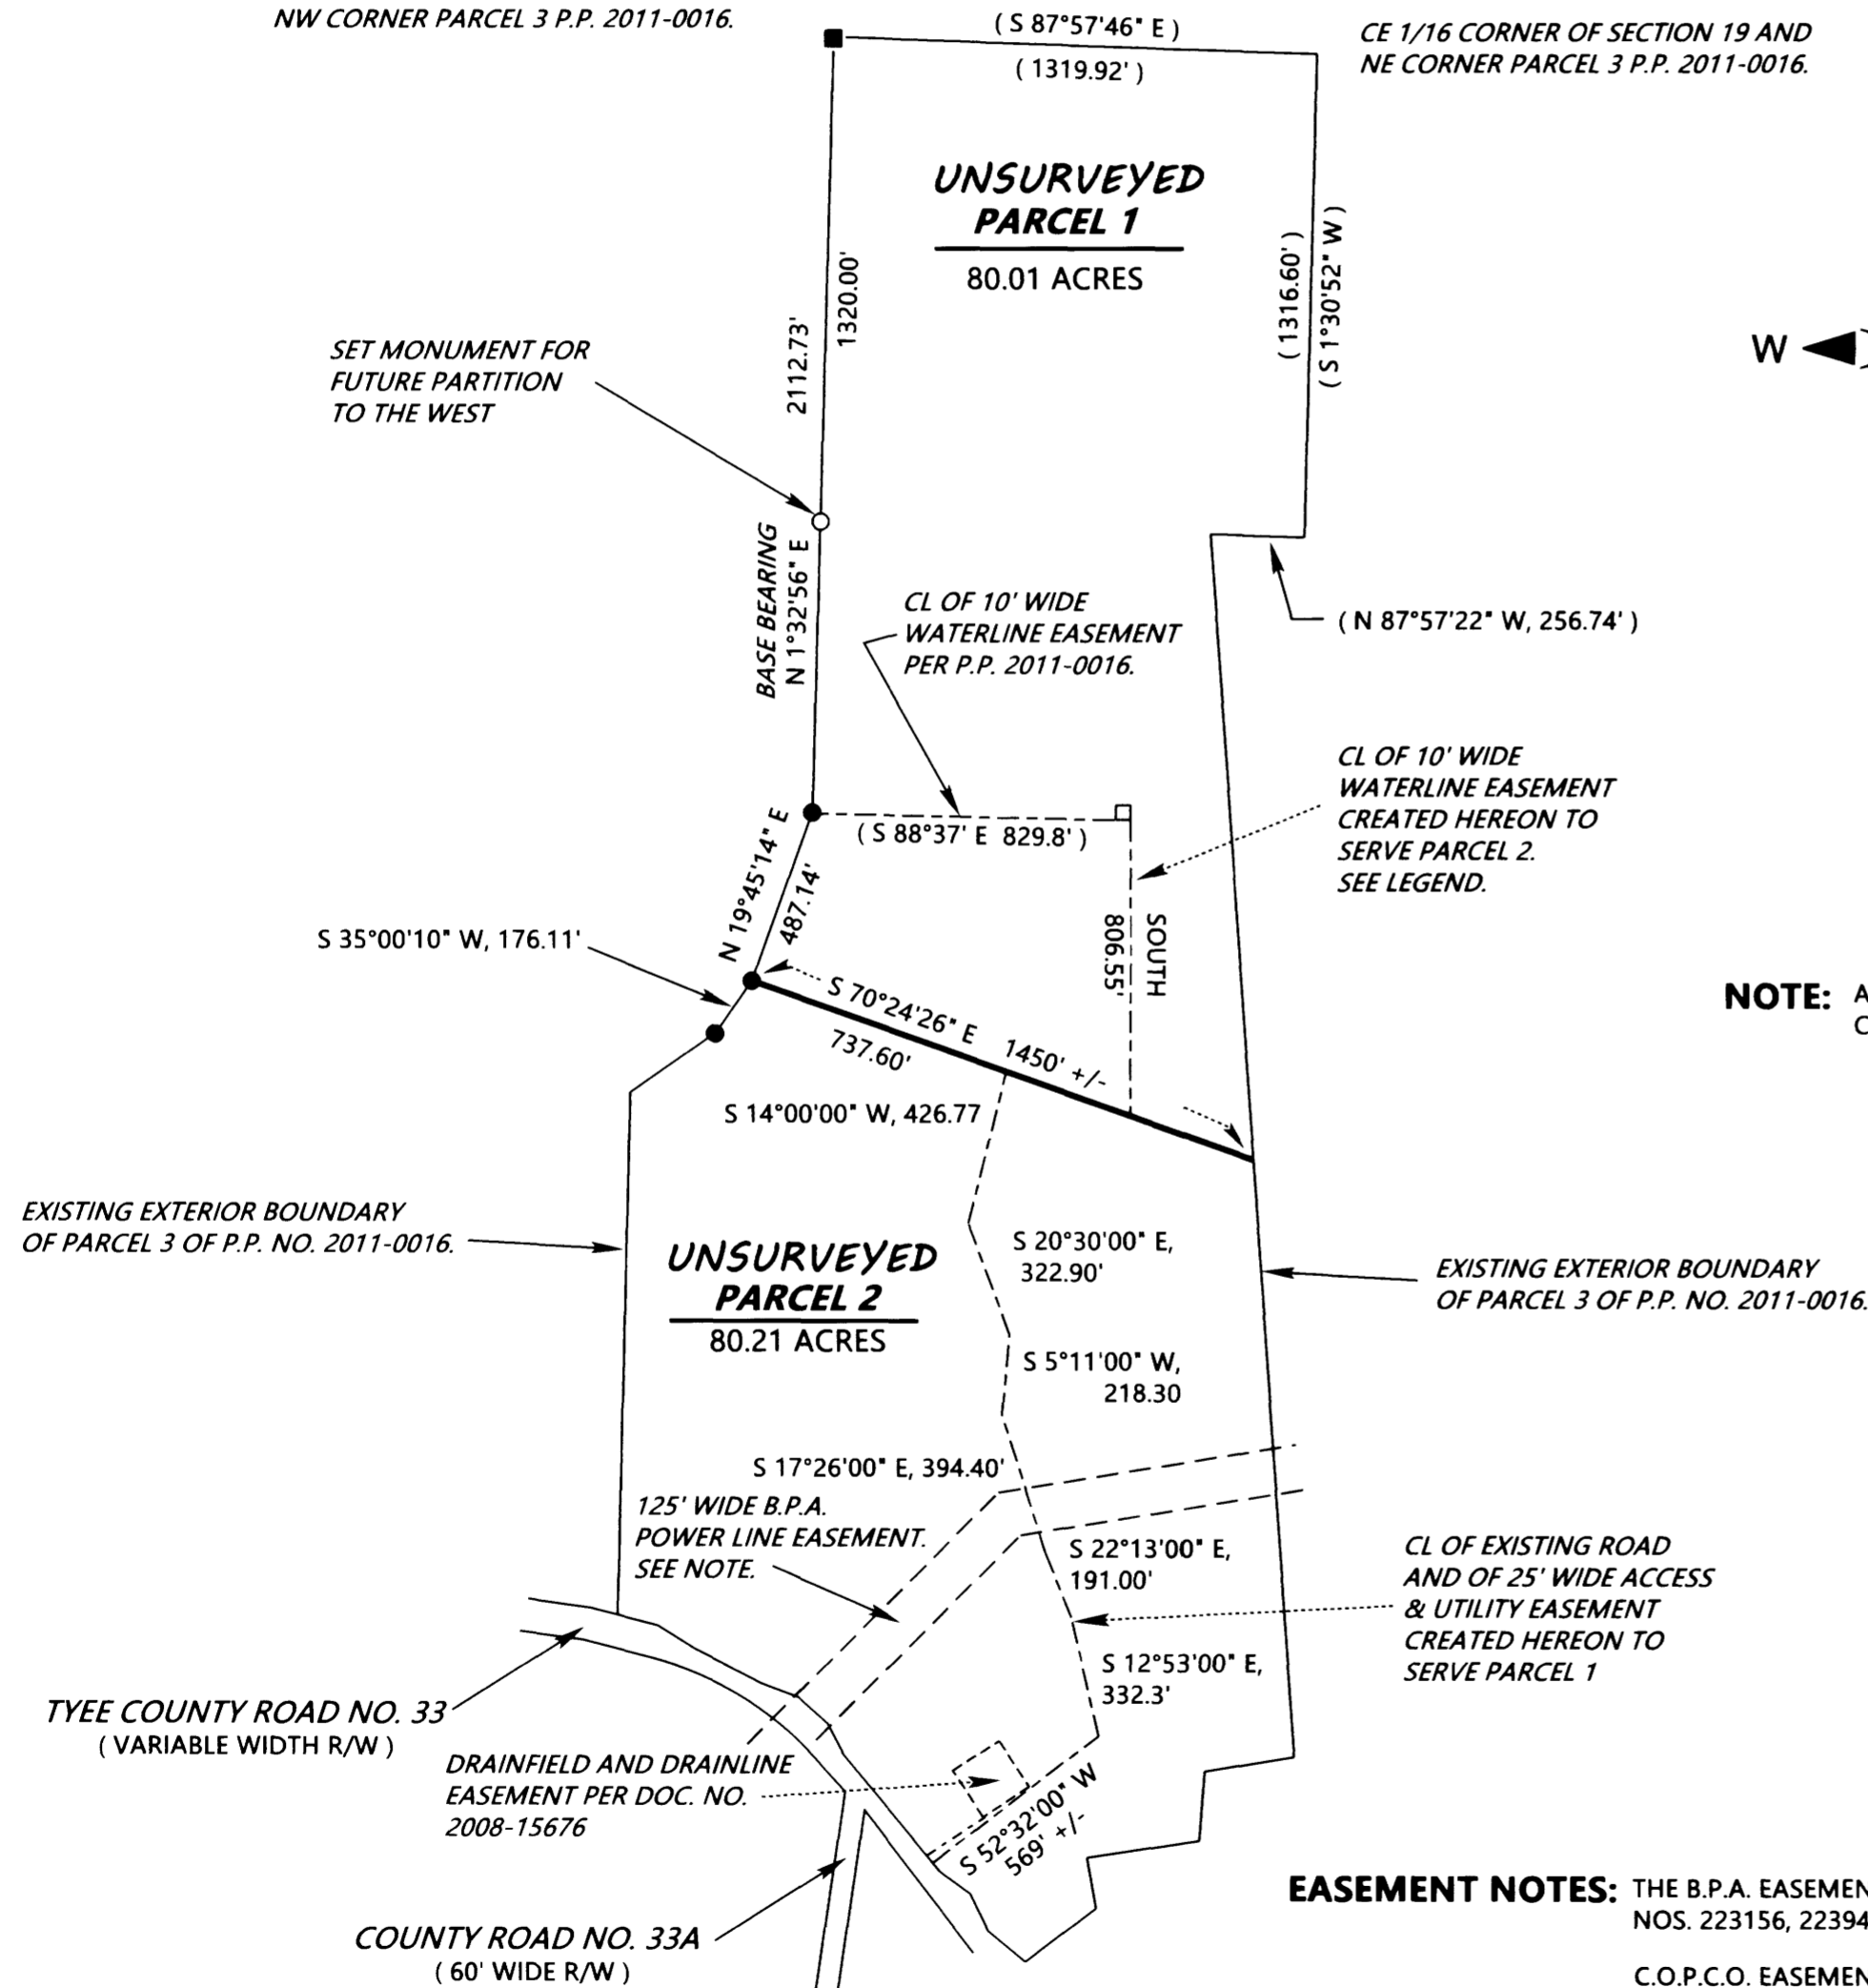 NW CORNER PARCEL 3 P.P. 2011-0016.
( S 87°57'46" E )
( 1319.92' )
CE 1/16 CORNER OF SECTION 19 AND
NE CORNER PARCEL 3 P.P. 2011-0016.
UNSURVEYED
PARCEL 1
80.01 ACRES
2112.73'
1320.00'
( 1316.60' )
( S 1°30'52" W )
W
SET MONUMENT FOR
FUTURE PARTITION
TO THE WEST
BASE BEARING
N 1°32'56" E
CL OF 10' WIDE
WATERLINE EASEMENT
PER P.P. 2011-0016.
( N 87°57'22" W, 256.74' )
CL OF 10' WIDE
WATERLINE EASEMENT
CREATED HEREON TO
SERVE PARCEL 2.
SEE LEGEND.
( S 88°37' E 829.8' )
N 19°45'14" E
487.14'
SOUTH
806.55'
S 35°00'10" W, 176.11'
S 70°24'26" E 1450' +/-
737.60'
NOTE: A
S 14°00'00" W, 426.77
EXISTING EXTERIOR BOUNDARY
OF PARCEL 3 OF P.P. NO. 2011-0016.
UNSURVEYED
PARCEL 2
80.21 ACRES
S 20°30'00" E,
322.90'
EXISTING EXTERIOR BOUNDARY
OF PARCEL 3 OF P.P. NO. 2011-0016.
S 5°11'00" W,
218.30
S 17°26'00" E, 394.40'
125' WIDE B.P.A.
POWER LINE EASEMENT.
SEE NOTE.
S 22°13'00" E,
191.00'
CL OF EXISTING ROAD
AND OF 25' WIDE ACCESS
& UTILITY EASEMENT
CREATED HEREON TO
SERVE PARCEL 1
S 12°53'00" E,
332.3'
TYEE COUNTY ROAD NO. 33
( VARIABLE WIDTH R/W )
DRAINFIELD AND DRAINLINE
EASEMENT PER DOC. NO.
2008-15676
S 52°32'00" W
569' +/-
COUNTY ROAD NO. 33A
( 60' WIDE R/W )
EASEMENT NOTES: THE B.P.A. EASEMEN
NOS. 223156, 22394
C.O.P.C.O. EASEMEN